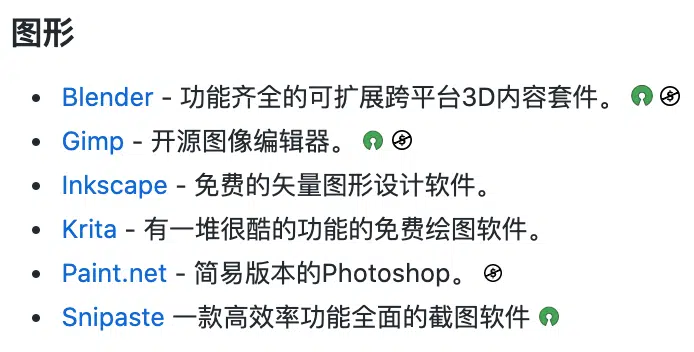 图形
• Blender - 功能齐全的可扩展跨平台3D内容套件。
• Gimp - 开源图像编辑器。
• Inkscape - 免费的矢量图形设计软件。
• Krita - 有一堆很酷的功能的免费绘图软件。
• Paint.net - 简易版本的Photoshop。
• Snipaste 一款高效率功能全面的截图软件